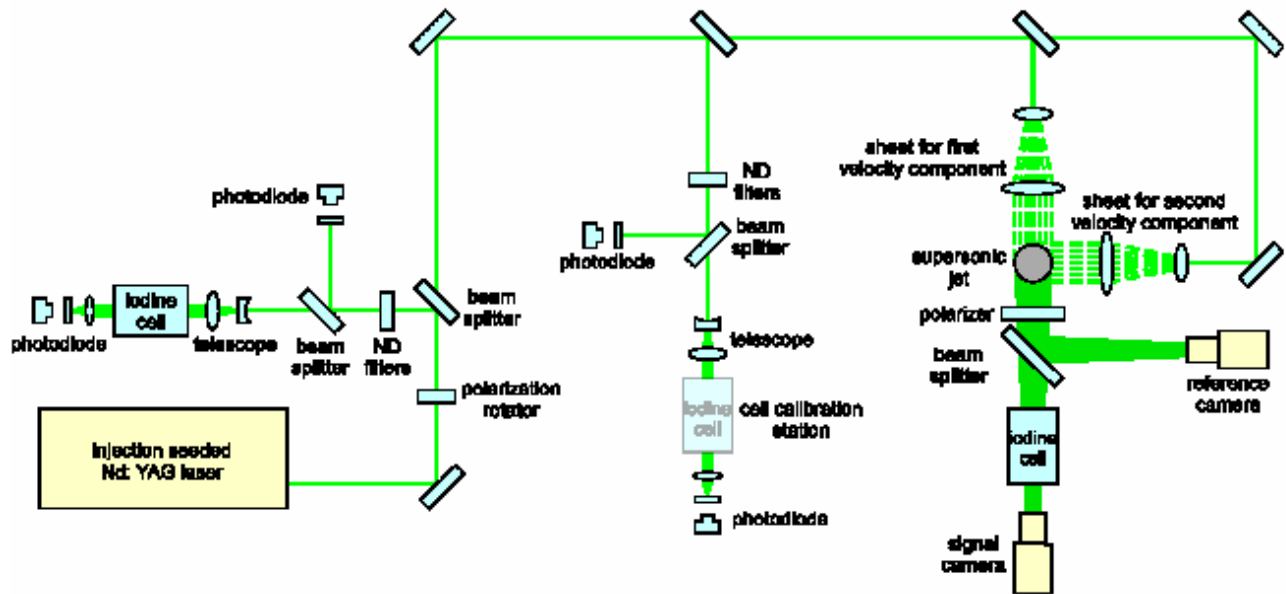 sheet for first
velocity component
ND
filters
sheet for second
velocity component
photodiode
beam
splitter
photodiode
supersonic
jet
iodine
cell
beam
splitter
polarizer
photodiode
telescope
beam
splitter
ND
filters
telescope
beam
splitter
reference
camera
polarization
rotator
iodine
cell
cell calibration
station
iodine
cell
Injection seeded
Nd: YAG laser
photodiode
signal
camera